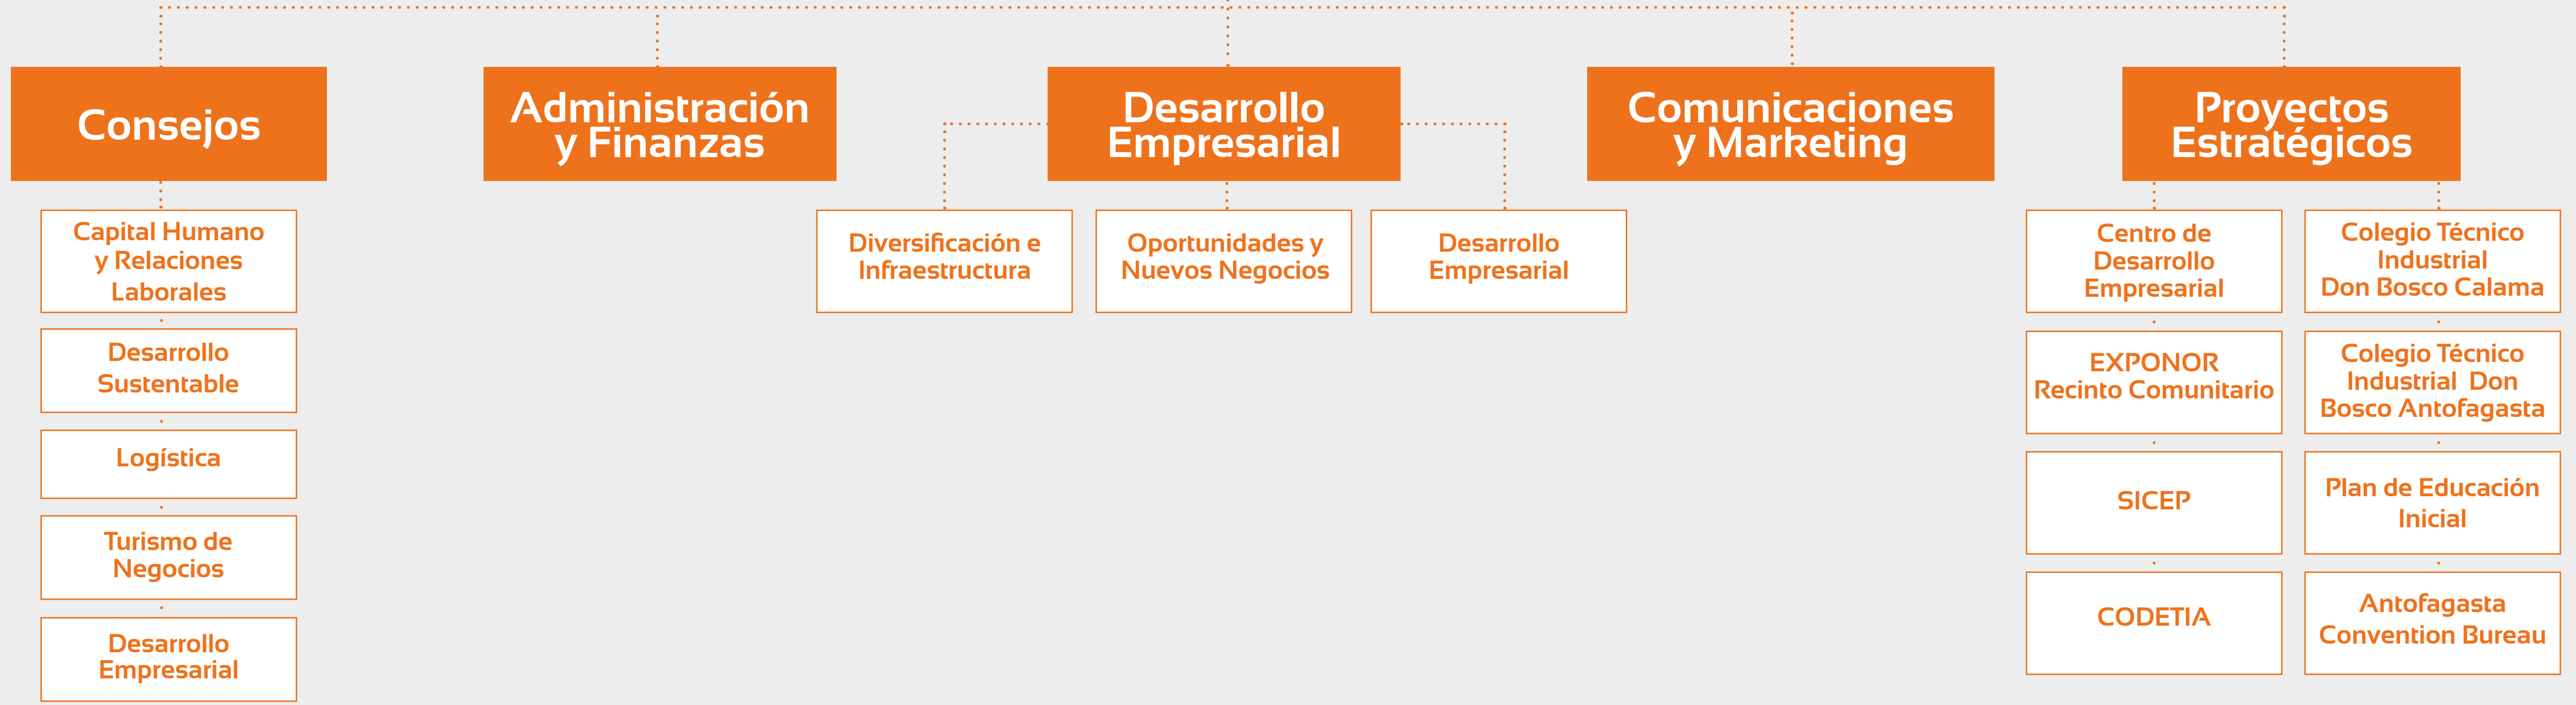 Consejos
Administración
y Finanzas
Desarrollo
Empresarial
Comunicaciones
y Marketing
Proyectos
Estratégicos
Capital Humano
y Relaciones
Laborales
Desarrollo
Sustentable
Logística
Turismo de
Negocios
Desarrollo
Empresarial
Diversificación e
Infraestructura
Oportunidades y
Nuevos Negocios
Desarrollo
Empresarial
Centro de
Desarrollo
Empresarial
EXPONOR
Recinto Comunitario
SICEP
CODETIA
Colegio Técnico
Industrial
Don Bosco Calama
Colegio Técnico
Industrial Don
Bosco Antofagasta
Plan de Educación
Inicial
Antofagasta
Convention Bureau